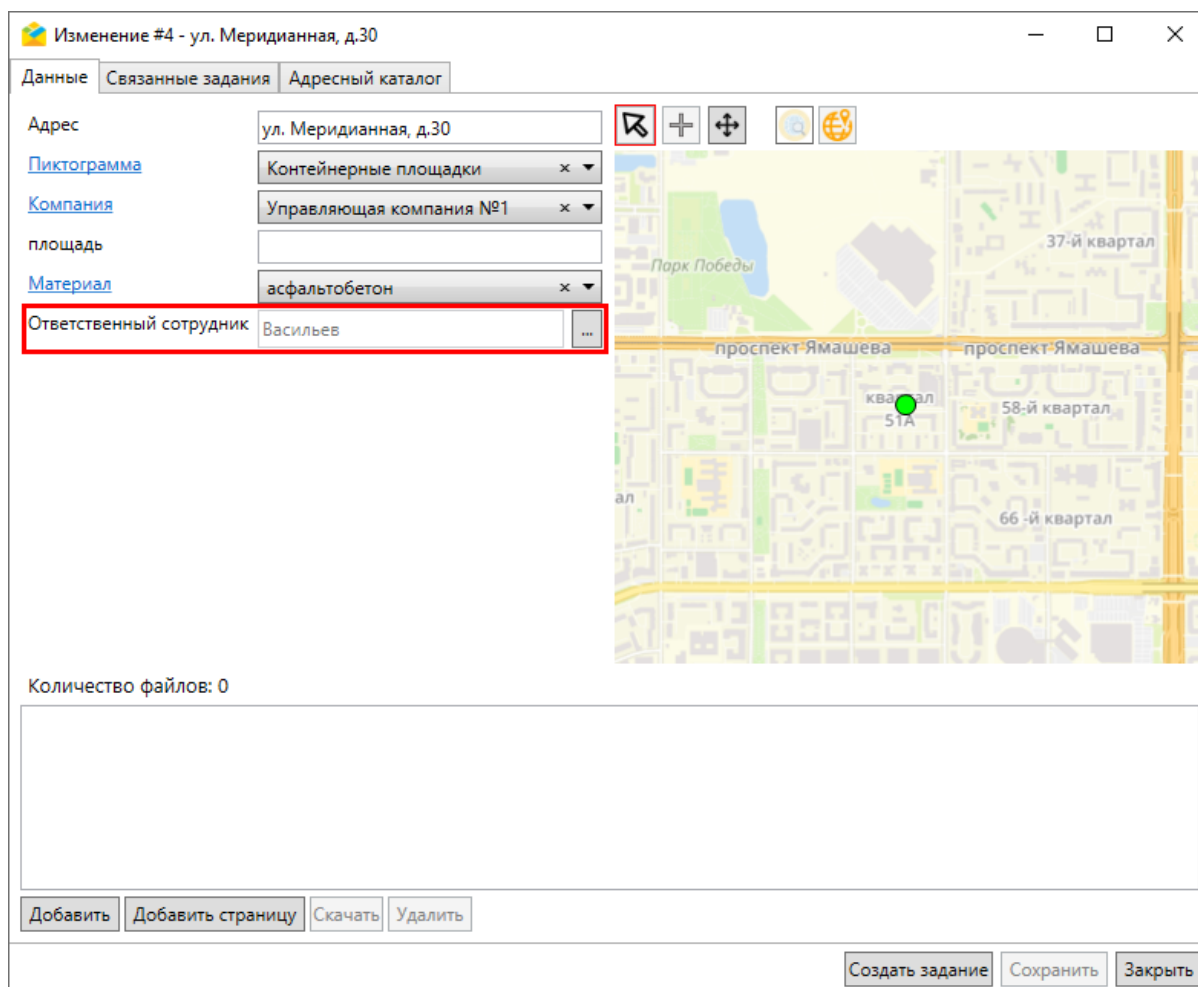 Изменение #4 - ул. Меридианная, д.30
Данные Связанные задания Адресный каталог
Адрес ул. Меридианная, д.30
Пиктограмма Контейнерные площадки
Компания Управляющая компания №1
площадь
Материал асфальтобетон
Ответственный сотрудник Васильев ...
37-й квартал
Парк Победы
проспект Ямашева проспект Ямашева
квартал
51А
58-й квартал
ал
66 -й квартал
Количество файлов: 0
Добавить Добавить страницу Скачать Удалить
Создать задание Сохранить Закрыть